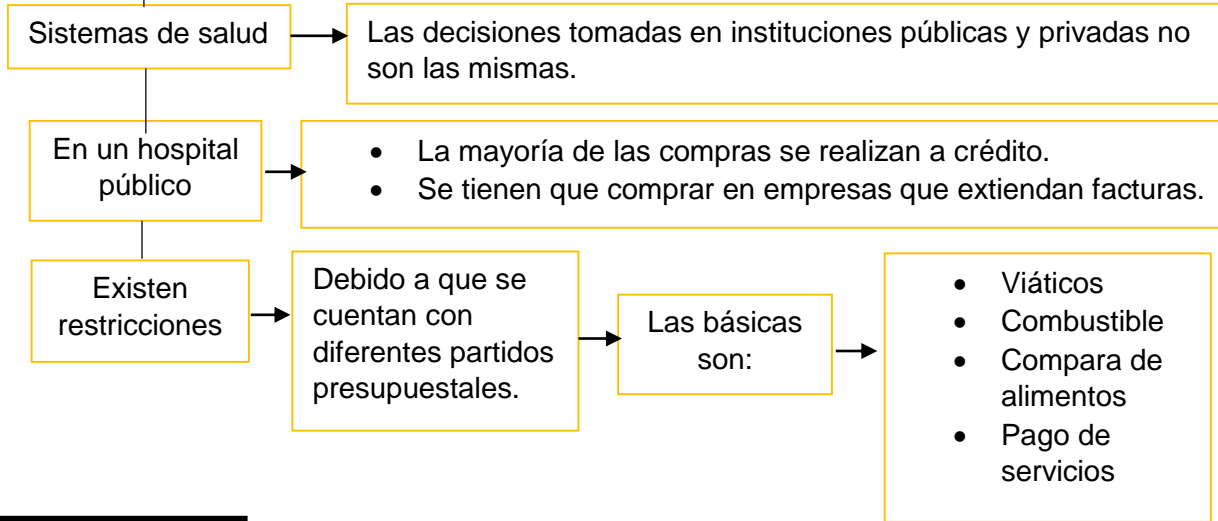 Sistemas de salud
Las decisiones tomadas en instituciones públicas y privadas no
son las mismas.
En un hospital
público
• La mayoría de las compras se realizan a crédito.
• Se tienen que comprar en empresas que extiendan facturas.
Existen
restricciones
Debido a que se
cuentan con
diferentes partidos
presupuestales.
Las básicas
son:
• Viáticos
• Combustible
• Compara de
alimentos
• Pago de
servicios